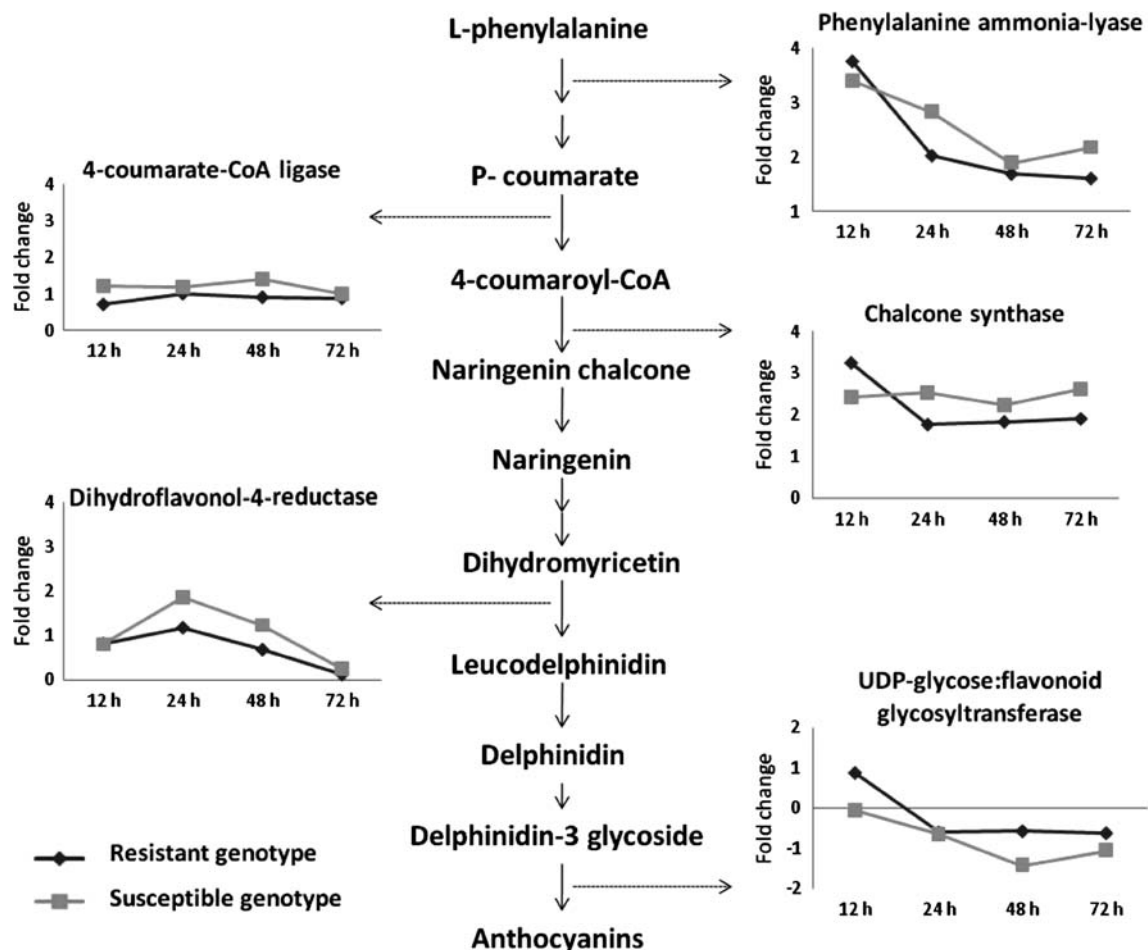 L-phenylalanine
Phenylalanine ammonia-lyase
Fold change
4
3
2
1
12 h 24 h 48 h 72 h
4-coumarate-CoA ligase
Fold change
4
3
2
1
0
12 h 24 h 48 h 72 h
P- coumarate
4-coumaroyl-CoA
Chalcone synthase
Fold change
4
3
2
1
0
12 h 24 h 48 h 72 h
Naringenin chalcone
Naringenin
Dihydroflavonol-4-reductase
Fold change
4
3
2
1
0
12 h 24 h 48 h 72 h
Dihydromyricetin
Leucodelphinidin
UDP-glycose:flavonoid
glycosyltransferase
Fold change
2
1
0
-1
-2
12 h 24 h 48 h 72 h
Delphinidin
Delphinidin-3 glycoside
Anthocyanins
Resistant genotype
Susceptible genotype